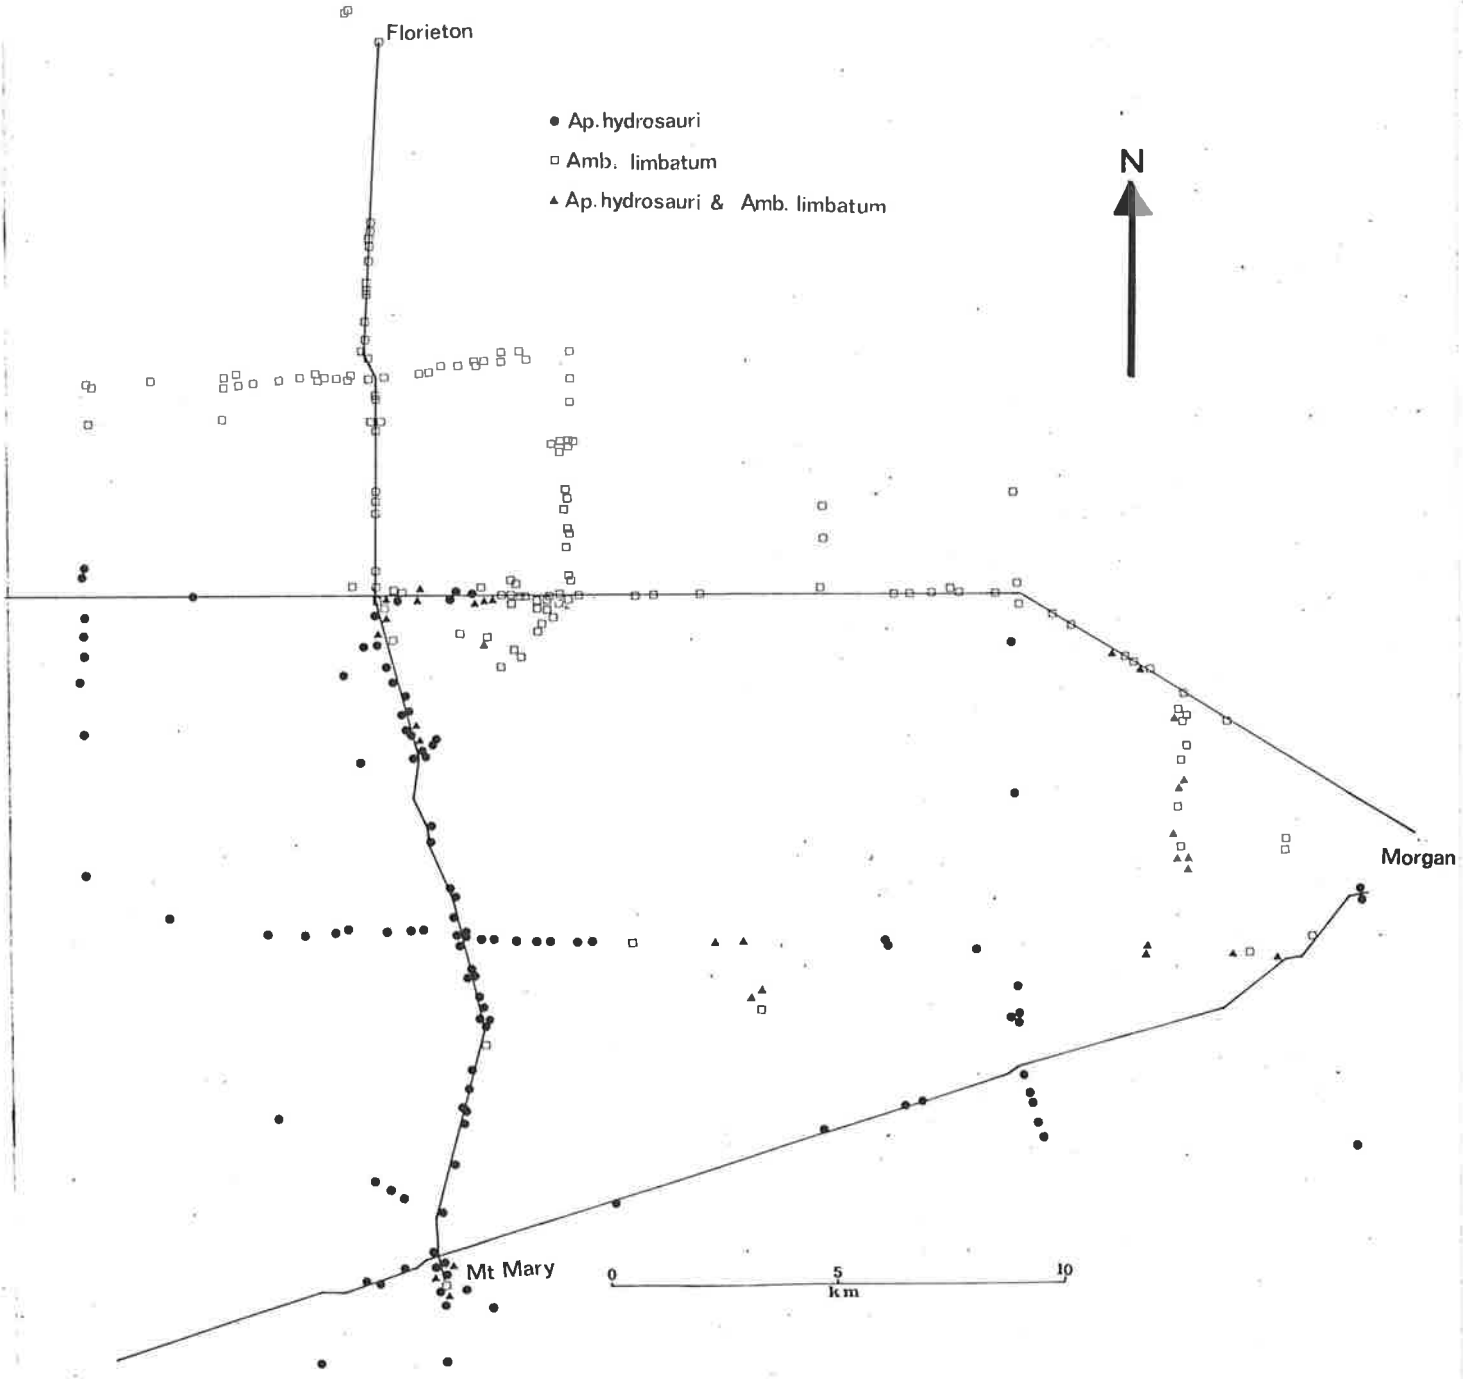 Florieton
Ap. hydrosauri
Amb. limbatum
Ap. hydrosauri & Amb. limbatum
N
Morgan
Mt Mary
0 5 10
km